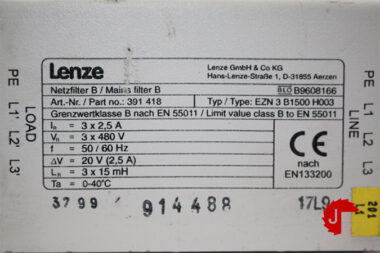 Lenze
Lenze GmbH & Co KG
Hans-Lenze-Straße 1, D-31855 Aerzen
Netzfilter B / Mains filter B
BLO B9608166
Art.-Nr. / Part no.: 391 418
Typ / Type: EZN 3 B1500 H003
Grenzwertklasse B nach EN 55011 / Limit value class B to EN 55011
In = 3 x 2,5 A
Vn = 3 x 480 V
f = 50 / 60 Hz
ΔV = 20 V (2,5 A)
Ln = 3 x 15 mH
Ta = 0-40°C
CE
nach
EN133200
PE L1' L2' L3'
LOAD
LINE
PE L1 L2 L3
3799 914488 17L9
201
L1
J